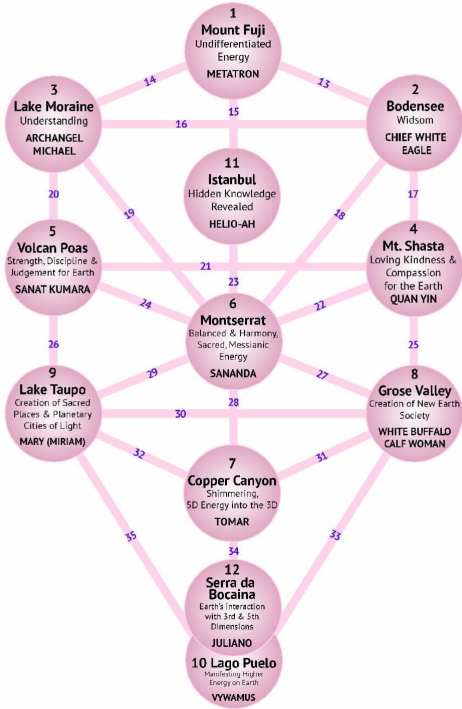 1
Mount Fuji
Undifferentiated
Energy
METATRON
14
13
3
Lake Moraine
Understanding
ARCHANGEL
MICHAEL
15
16
2
Bodensee
Widsom
CHIEF WHITE
EAGLE
11
Istanbul
Hidden Knowledge
Revealed
HELIO-AH
20
19
18
17
5
Volcan Poas
Strength, Discipline &
Judgement for Earth
SANAT KUMARA
21
23
4
Mt. Shasta
Loving Kindness &
Compassion
for the Earth
QUAN YIN
24
22
6
Montserrat
Balanced & Harmony,
Sacred, Messianic
Energy
SANANDA
26
25
29
27
9
Lake Taupo
Creation of Sacred
Places & Planetary
Cities of Light
MARY (MIRIAM)
28
30
8
Grose Valley
Creation of New Earth
Society
WHITE BUFFALO
CALF WOMAN
32
31
7
Copper Canyon
Shimmering,
5D Energy into the 3D
TOMAR
35
33
34
12
Serra da
Bocaina
Earth's interaction
with 3rd & 5th
Dimensions
JULIANO
10 Lago Puelo
Manifesting Higher
Energy on Earth
VYWAMUS